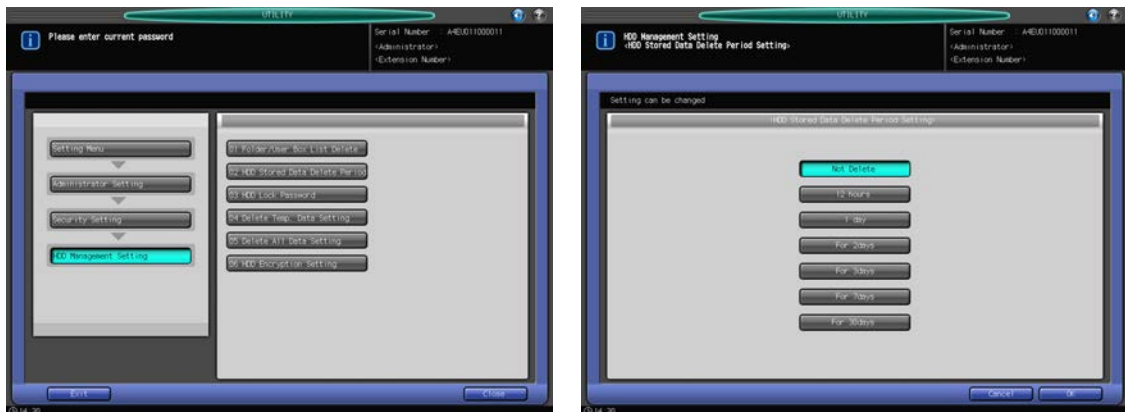 UTILITY
Please enter current password
Serial Number : A4EU011000011
<Administrator>
<Extension Number>
Setting Menu
Administrator Setting
Security Setting
HDD Management Setting
01 Folder/User Box List Delete
02 HDD Stored Data Delete Period
03 HDD Lock Password
04 Delete Temp. Data Setting
05 Delete All Data Setting
06 HDD Encryption Setting
Exit
Close
14:30
UTILITY
HDD Management Setting
<HDD Stored Data Delete Period Setting>
Serial Number : A4EU011000011
<Administrator>
<Extension Number>
Setting can be changed
<HDD Stored Data Delete Period Setting>
Not Delete
12 hours
1 day
For 2days
For 3days
For 7days
For 30days
Cancel
OK
14:30